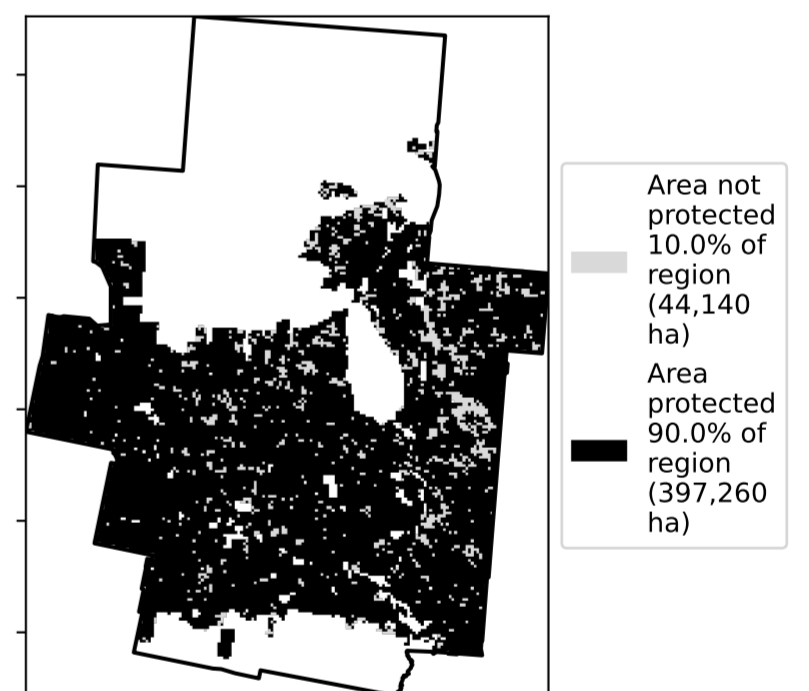 Area not
protected
10.0% of
region
(44,140
ha)
Area
protected
90.0% of
region
(397,260
ha)